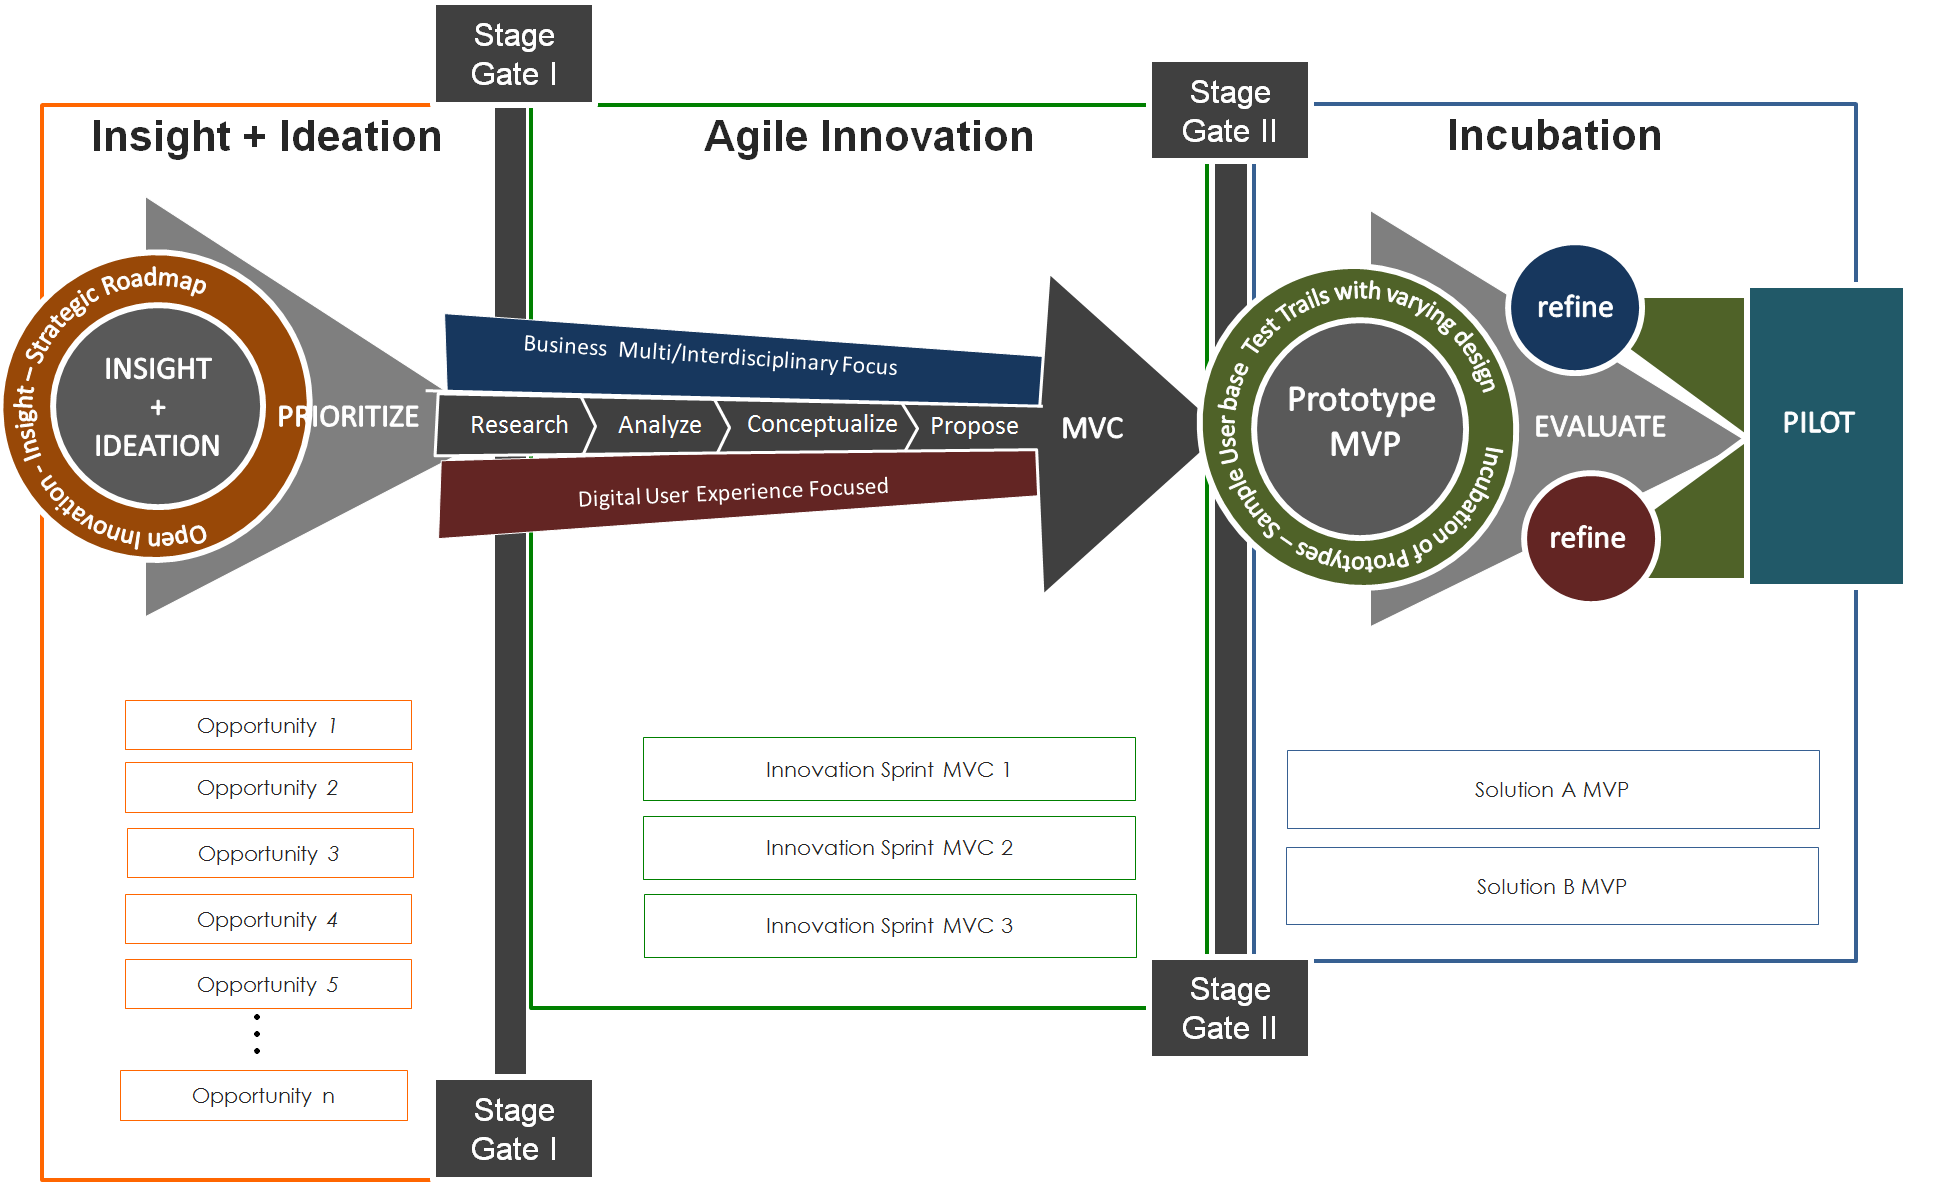 Stage
Gate I
Stage
Gate II
Insight + Ideation
Agile Innovation
Incubation
Open Innovation - Insight – Strategic Roadmap
INSIGHT
+
IDEATION
PRIORITIZE
Business Multi/Interdisciplinary Focus
Research
Analyze
Conceptualize
Propose
MVC
Digital User Experience Focused
Incubation of Prototypes – Sample User base Test Trails with varying design
Prototype
MVP
refine
EVALUATE
refine
PILOT
Opportunity 1
Opportunity 2
Opportunity 3
Opportunity 4
Opportunity 5
Opportunity n
Innovation Sprint MVC 1
Innovation Sprint MVC 2
Innovation Sprint MVC 3
Solution A MVP
Solution B MVP
Stage
Gate II
Stage
Gate I